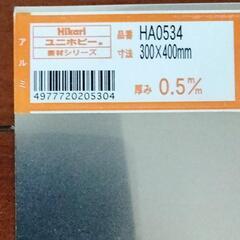 アルミ
Hikari
ユニホビー®
素材シリーズ
品番 HA0534
寸法 300×400mm
厚み 0.5m/m
4977720205304